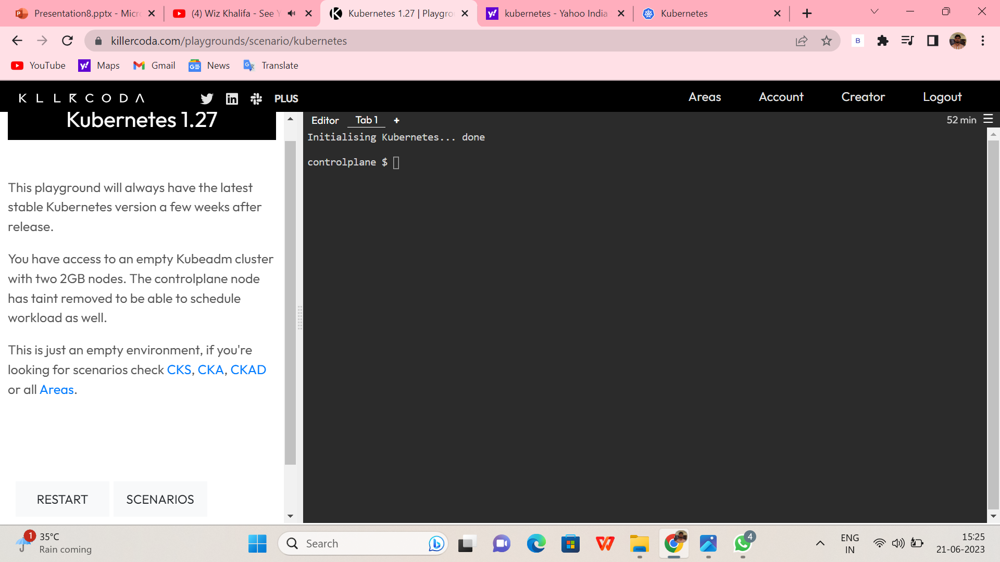 Presentation8.pptx - Micr
(4) Wiz Khalifa - See Y
Kubernetes 1.27 | Playgro
kubernetes - Yahoo India
Kubernetes
killercoda.com/playgrounds/scenario/kubernetes
B
YouTube
Maps
Gmail
News
Translate
KLLRCODA
PLUS
Areas
Account
Creator
Logout
Kubernetes 1.27
Editor
Tab 1
+
52 min
Initialising Kubernetes... done
controlplane $
This playground will always have the latest
stable Kubernetes version a few weeks after
release.
You have access to an empty Kubeadm cluster
with two 2GB nodes. The controlplane node
has taint removed to be able to schedule
workload as well.
This is just an empty environment, if you're
looking for scenarios check CKS, CKA, CKAD
or all Areas.
RESTART
SCENARIOS
1
35°C
Rain coming
Search
4
ENG
IN
15:25
21-06-2023